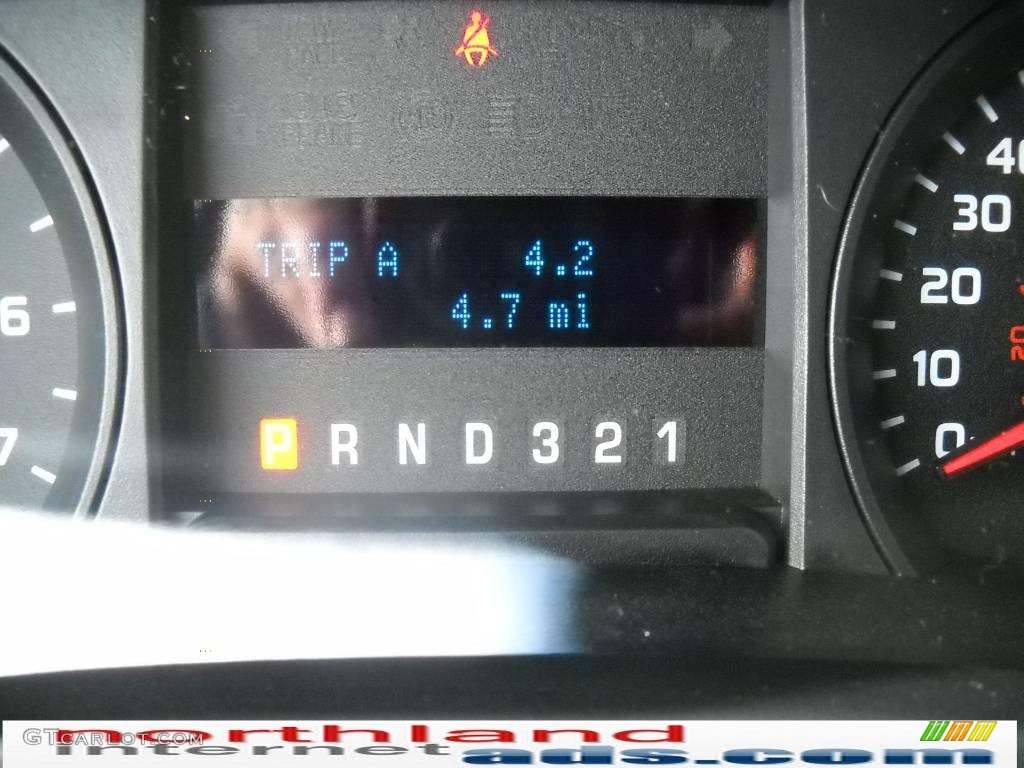 40
30
20
10
0
20
6
7
TRIP A 4.2
4.7 mi
P R N D 3 2 1
GTCARLOT.COM
northland
internet ads.com